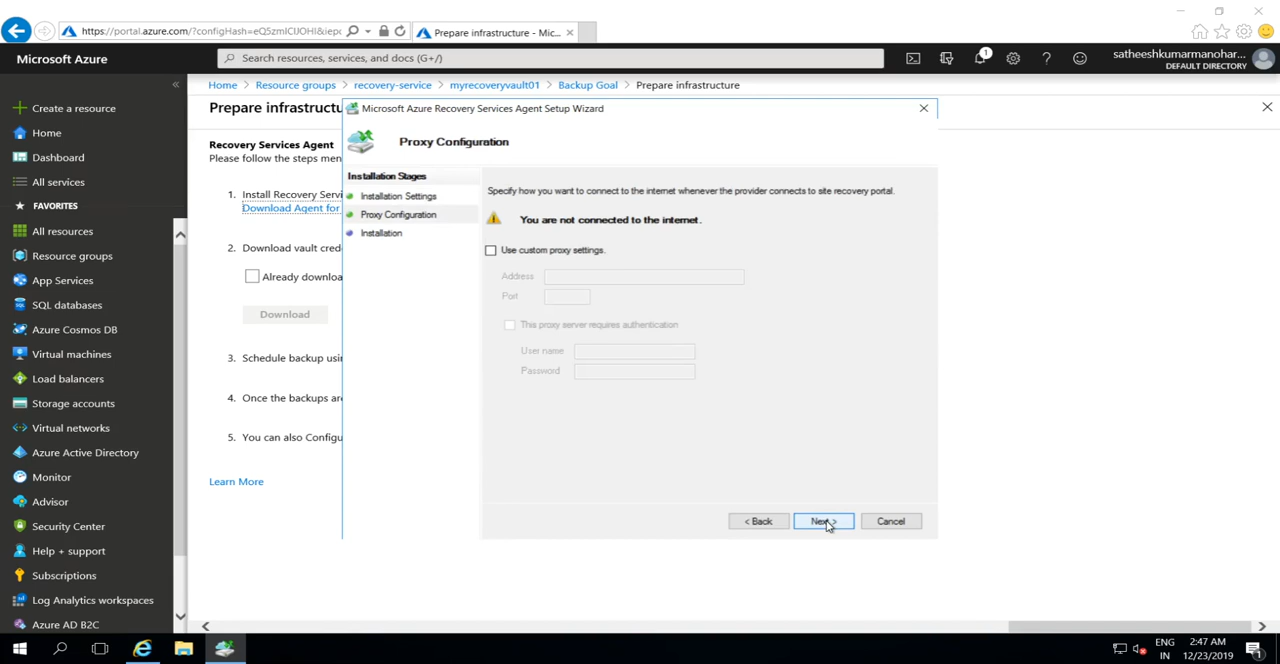 https://portal.azure.com/?configHash=eQ5zmICIJOHI&iepo
Prepare infrastructure - Mic...
Microsoft Azure
Search resources, services, and docs (G+/)
1
satheeshkumarmanohar...
DEFAULT DIRECTORY
Home > Resource groups > recovery-service > myrecoveryvault01 > Backup Goal > Prepare infrastructure
Create a resource
Home
Dashboard
All services
FAVORITES
All resources
Resource groups
App Services
SQL databases
Azure Cosmos DB
Virtual machines
Load balancers
Storage accounts
Virtual networks
Azure Active Directory
Monitor
Advisor
Security Center
Help + support
Subscriptions
Log Analytics workspaces
Azure AD B2C
Prepare infrastructu
Recovery Services Agent
Please follow the steps men
1. Install Recovery Servi
Download Agent for
2. Download vault cred
Already downloa
Download
3. Schedule backup usin
4. Once the backups are
5. You can also Configu
Learn More
Microsoft Azure Recovery Services Agent Setup Wizard
Proxy Configuration
Installation Stages
Installation Settings
Proxy Configuration
Installation
Specify how you want to connect to the internet whenever the provider connects to site recovery portal.
You are not connected to the internet.
Use custom proxy settings.
Address
Port
This proxy server requires authentication
User name
Password
< Back
Next >
Cancel
ENG
IN
2:47 AM
12/23/2019
1